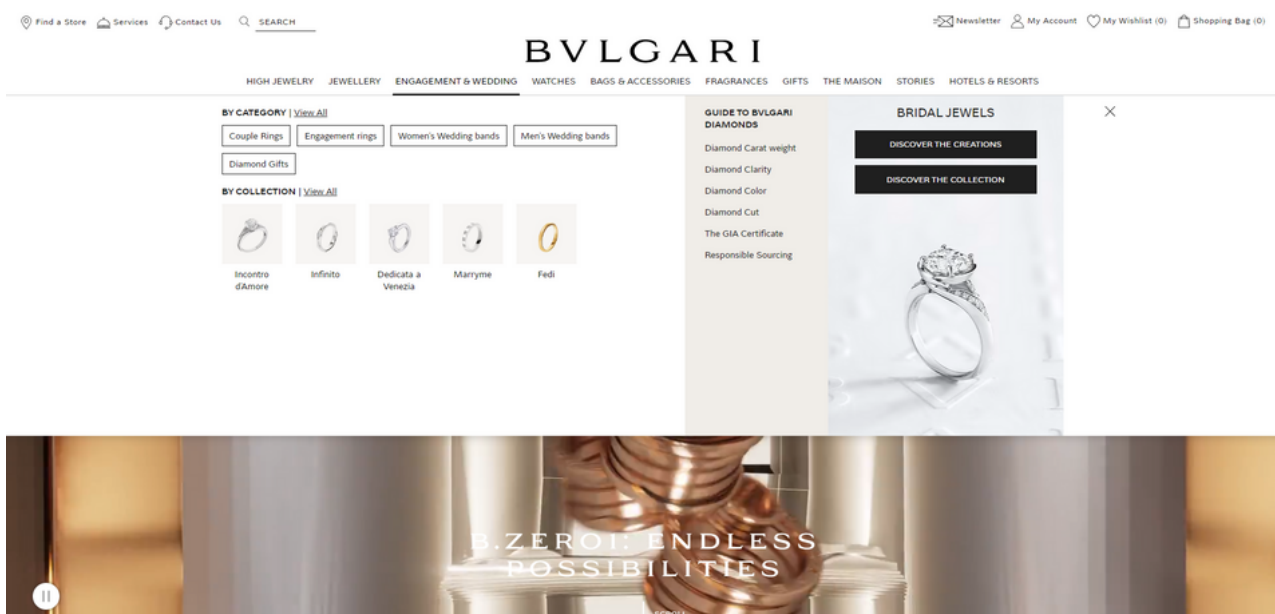 Find a Store Services Contact Us SEARCH
Newsletter My Account My Wishlist (0) Shopping Bag (0)
BVLGARI
HIGH JEWELRY JEWELLERY ENGAGEMENT & WEDDING WATCHES BAGS & ACCESSORIES FRAGRANCES GIFTS THE MAISON STORIES HOTELS & RESORTS
BY CATEGORY | View All
Couple Rings Engagement rings Women's Wedding bands Men's Wedding bands
Diamond Gifts
BY COLLECTION | View All
Incontro
d'Amore
Infinito
Dedicata a
Venezia
Marryme
Fedi
GUIDE TO BVLGARI
DIAMONDS
Diamond Carat weight
Diamond Clarity
Diamond Color
Diamond Cut
The GIA Certificate
Responsible Sourcing
BRIDAL JEWELS
DISCOVER THE CREATIONS
DISCOVER THE COLLECTION
B.ZERO1: ENDLESS
POSSIBILITIES
SCROLL